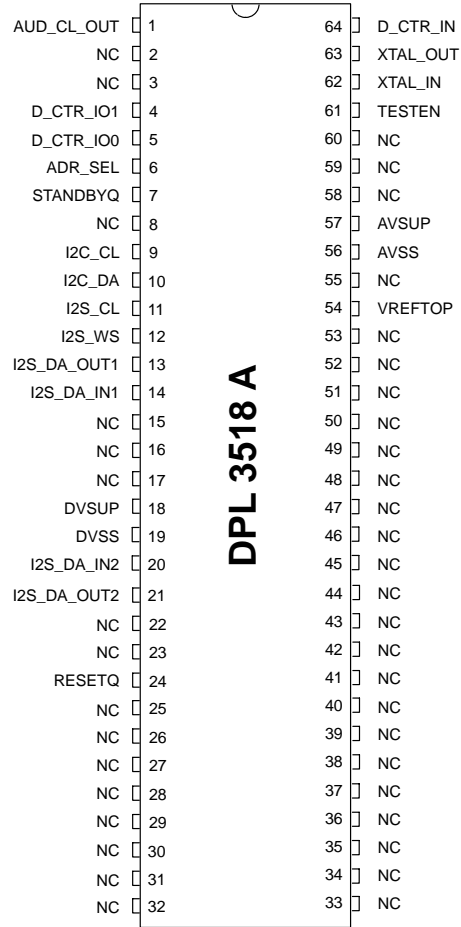 AUD_CL_OUT 1 64 D_CTR_IN
NC 2 63 XTAL_OUT
NC 3 62 XTAL_IN
D_CTR_IO1 4 61 TESTEN
D_CTR_IO0 5 60 NC
ADR_SEL 6 59 NC
STANDBYQ 7 58 NC
NC 8 57 AVSUP
I2C_CL 9 56 AVSS
I2C_DA 10 55 NC
I2S_CL 11 54 VREFTOP
I2S_WS 12 53 NC
I2S_DA_OUT1 13 52 NC
I2S_DA_IN1 14 51 NC
NC 15 50 NC
NC 16 49 NC
NC 17 48 NC
DVSUP 18 47 NC
DVSS 19 46 NC
I2S_DA_IN2 20 45 NC
I2S_DA_OUT2 21 44 NC
NC 22 43 NC
NC 23 42 NC
RESETQ 24 41 NC
NC 25 40 NC
NC 26 39 NC
NC 27 38 NC
NC 28 37 NC
NC 29 36 NC
NC 30 35 NC
NC 31 34 NC
NC 32 33 NC
DPL 3518 A